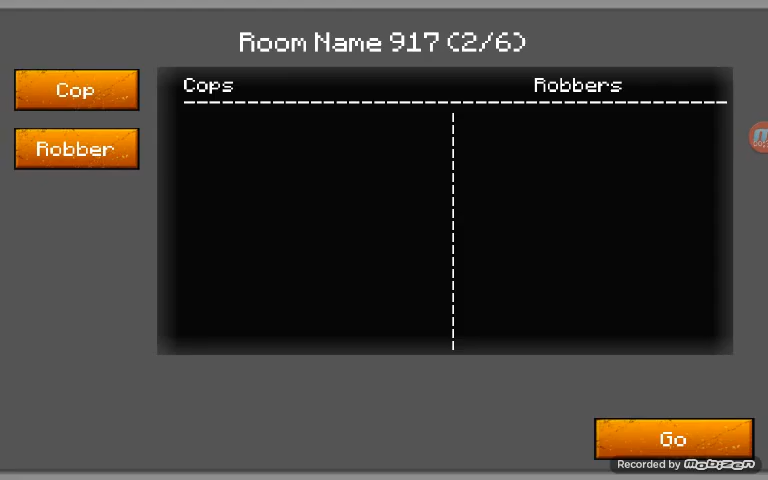 Room Name 917 (2/6)
Cop
Robber
Cops
Robbers
Go
Recorded by mobizen